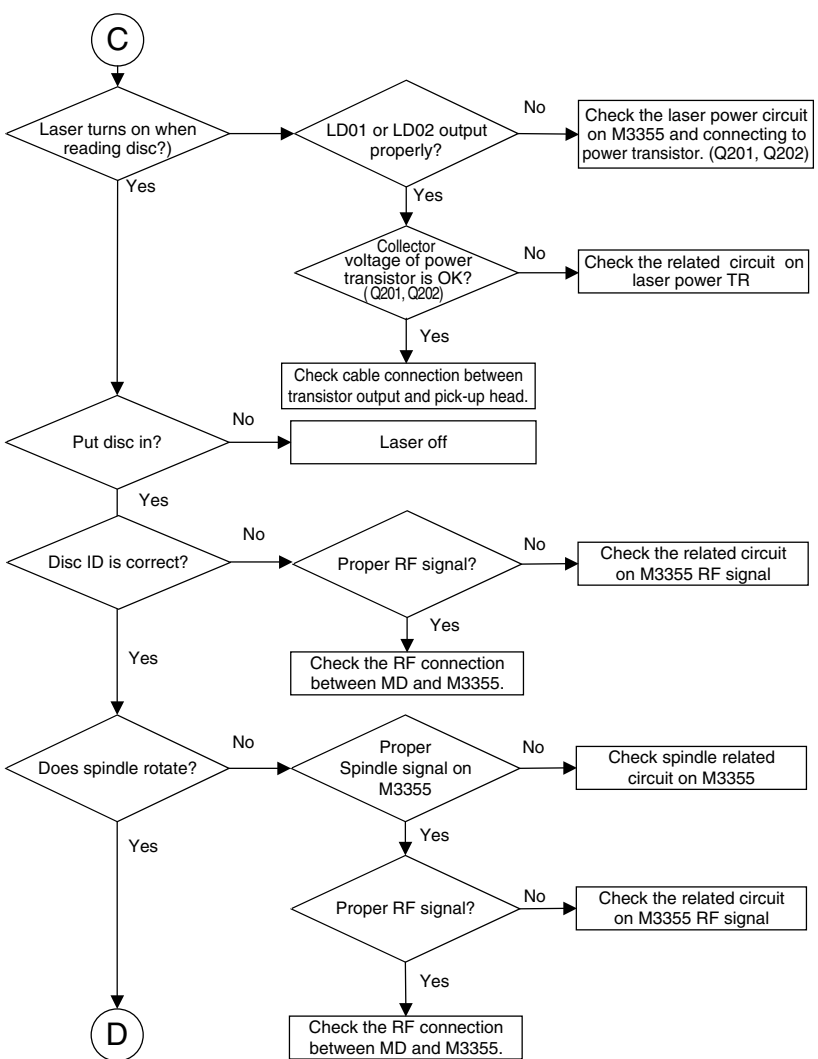 C
Laser turns on when
reading disc?)
Yes
LD01 or LD02 output
properly?
No
Check the laser power circuit
on M3355 and connecting to
power transistor. (Q201, Q202)
Yes
Collector
voltage of power
transistor is OK?
(Q201, Q202)
No
Check the related circuit on
laser power TR
Yes
Check cable connection between
transistor output and pick-up head.
Put disc in?
No
Laser off
Yes
Disc ID is correct?
No
Proper RF signal?
No
Check the related circuit
on M3355 RF signal
Yes
Check the RF connection
between MD and M3355.
Yes
Does spindle rotate?
No
Proper
Spindle signal on
M3355
No
Check spindle related
circuit on M3355
Yes
Yes
Proper RF signal?
No
Check the related circuit
on M3355 RF signal
Yes
Check the RF connection
between MD and M3355.
D